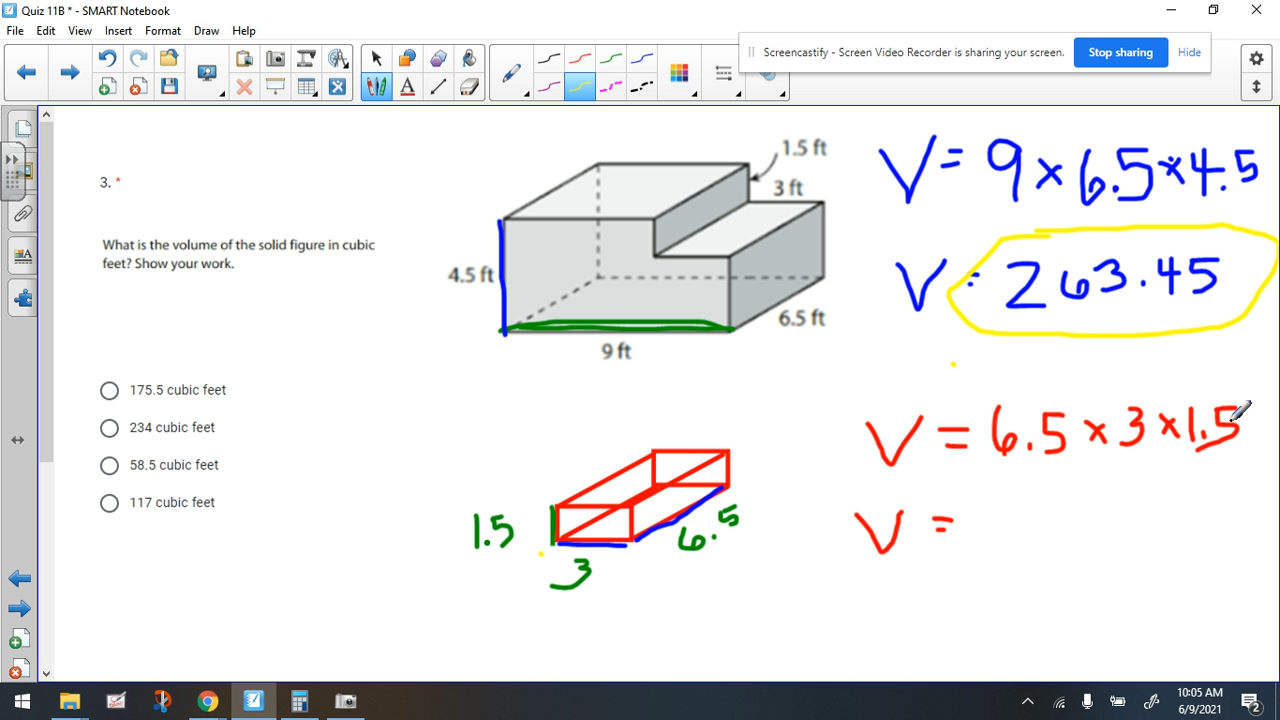 Quiz 11B * - SMART Notebook
File Edit View Insert Format Draw Help
Screencastify - Screen Video Recorder is sharing your screen. Stop sharing Hide
3. *
What is the volume of the solid figure in cubic
feet? Show your work.
175.5 cubic feet
234 cubic feet
58.5 cubic feet
117 cubic feet
1.5 ft
3 ft
4.5 ft
6.5 ft
9 ft
1.5
3
6.5
V = 9 × 6.5 × 4.5
V = 263.45
V = 6.5 × 3 × 1.5
V =
10:05 AM
6/9/2021
2